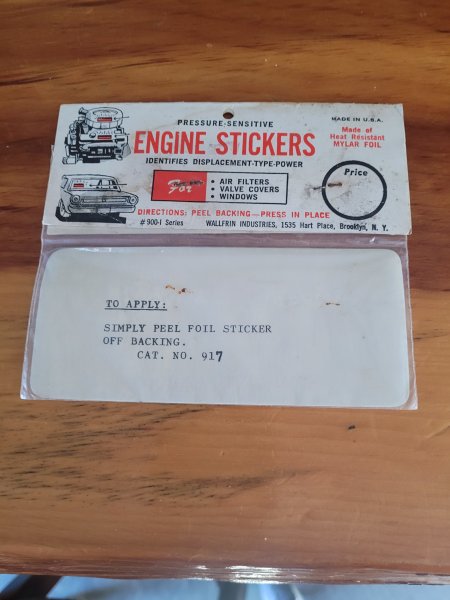 PRESSURE-SENSITIVE
MADE IN U.S.A.
ENGINE STICKERS
IDENTIFIES DISPLACEMENT-TYPE-POWER
Made of
Heat Resistant
MYLAR FOIL
For
• AIR FILTERS
• VALVE COVERS
• WINDOWS
Price
DIRECTIONS: PEEL BACKING—PRESS IN PLACE
#900-I Series
WALLFRIN INDUSTRIES, 1535 Hart Place, Brooklyn, N. Y.
TO APPLY:
SIMPLY PEEL FOIL STICKER
OFF BACKING.
CAT. NO. 917